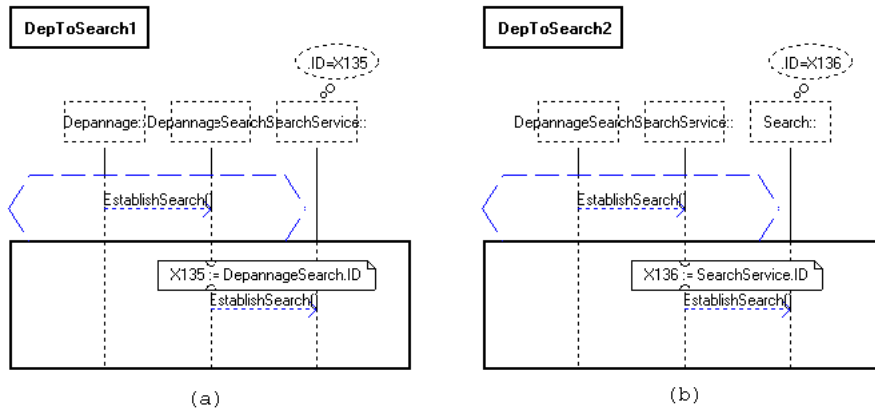 DepToSearch1
DepToSearch2
.ID=X135
.ID=X136
Depannage::
DepannageSearch
SearchService::
DepannageSearch
SearchService::
Search::
EstablishSearch()
EstablishSearch()
X135 := DepannageSearch.ID
X136 := SearchService.ID
EstablishSearch()
EstablishSearch()
(a)
(b)